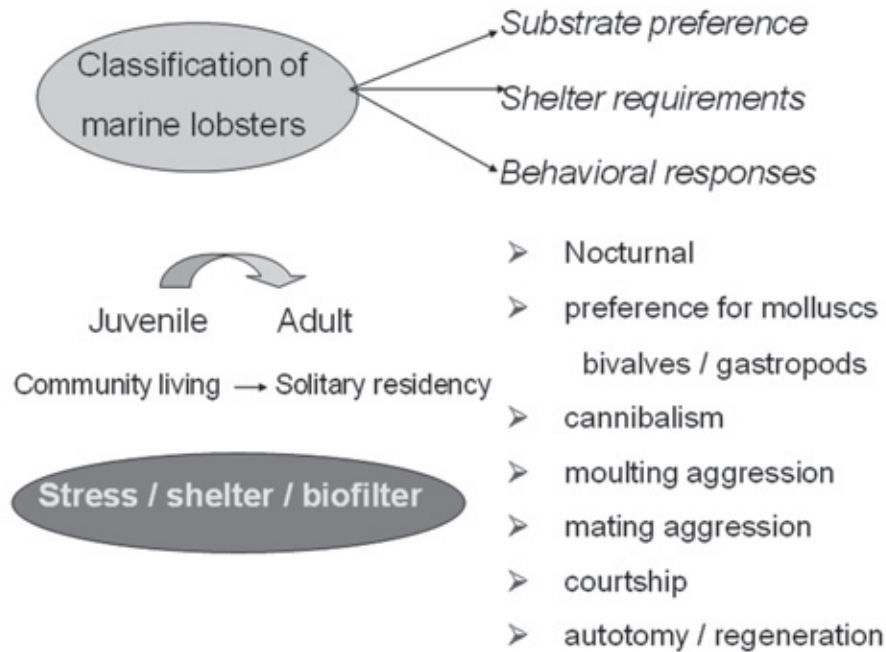 Classification of
marine lobsters
Substrate preference
Shelter requirements
Behavioral responses
Juvenile Adult
Community living → Solitary residency
Stress / shelter / biofilter
➢ Nocturnal
➢ preference for molluscs
bivalves / gastropods
➢ cannibalism
➢ moulting aggression
➢ mating aggression
➢ courtship
➢ autotomy / regeneration